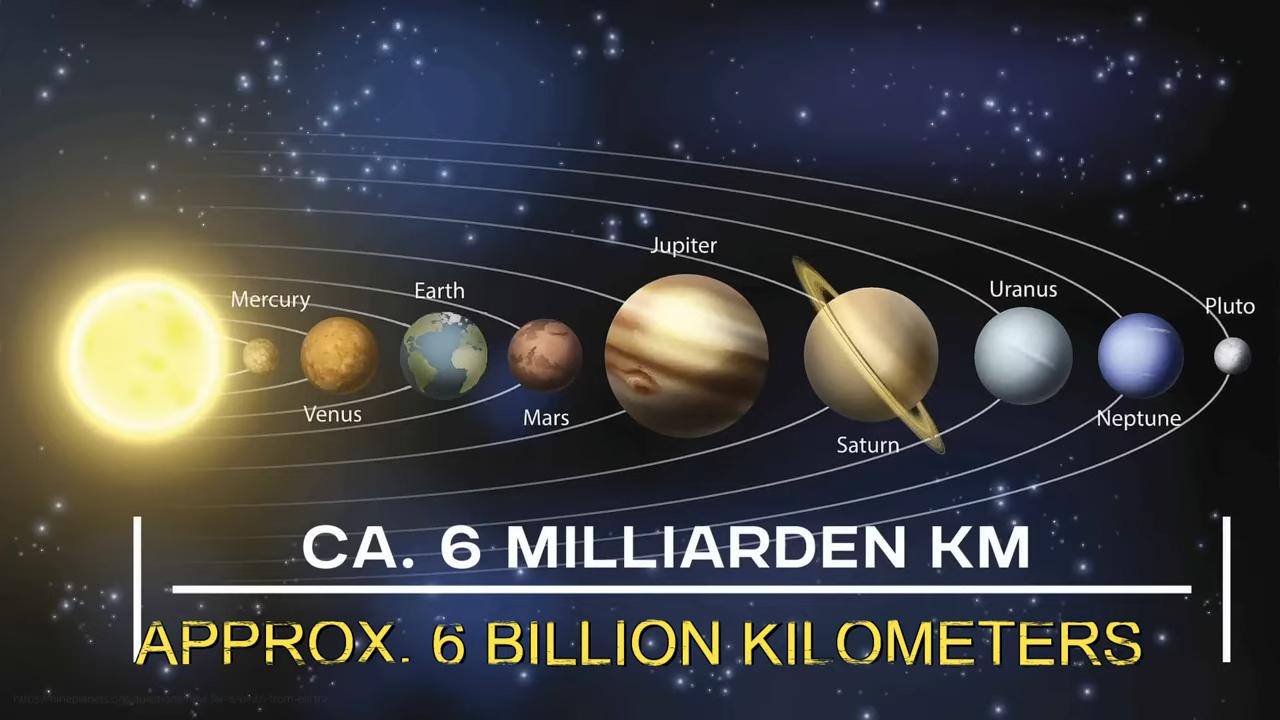 Jupiter
Mercury
Earth
Uranus
Pluto
Venus
Mars
Saturn
Neptune
CA. 6 MILLIARDEN KM
APPROX. 6 BILLION KILOMETERS